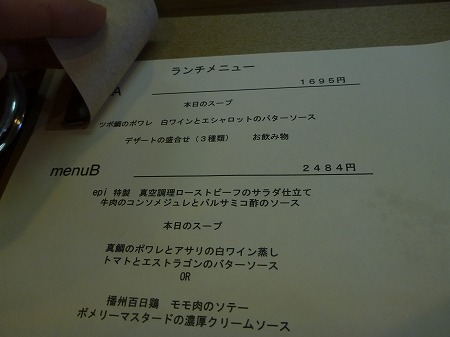 ランチメニュー
A 1695円
本日のスープ
ツボ鯛のポワレ 白ワインとエシャロットのバターソース
デザートの盛合せ(3種類) お飲み物
menuB 2484円
epi 特製 真空調理ローストビーフのサラダ仕立て
牛肉のコンソメジュレとバルサミコ酢のソース
本日のスープ
真鯛のポワレとアサリの白ワイン蒸し
トマトとエストラゴンのバターソース
OR
播州百日鶏 モモ肉のソテー
ポメリーマスタードの濃厚クリームソース